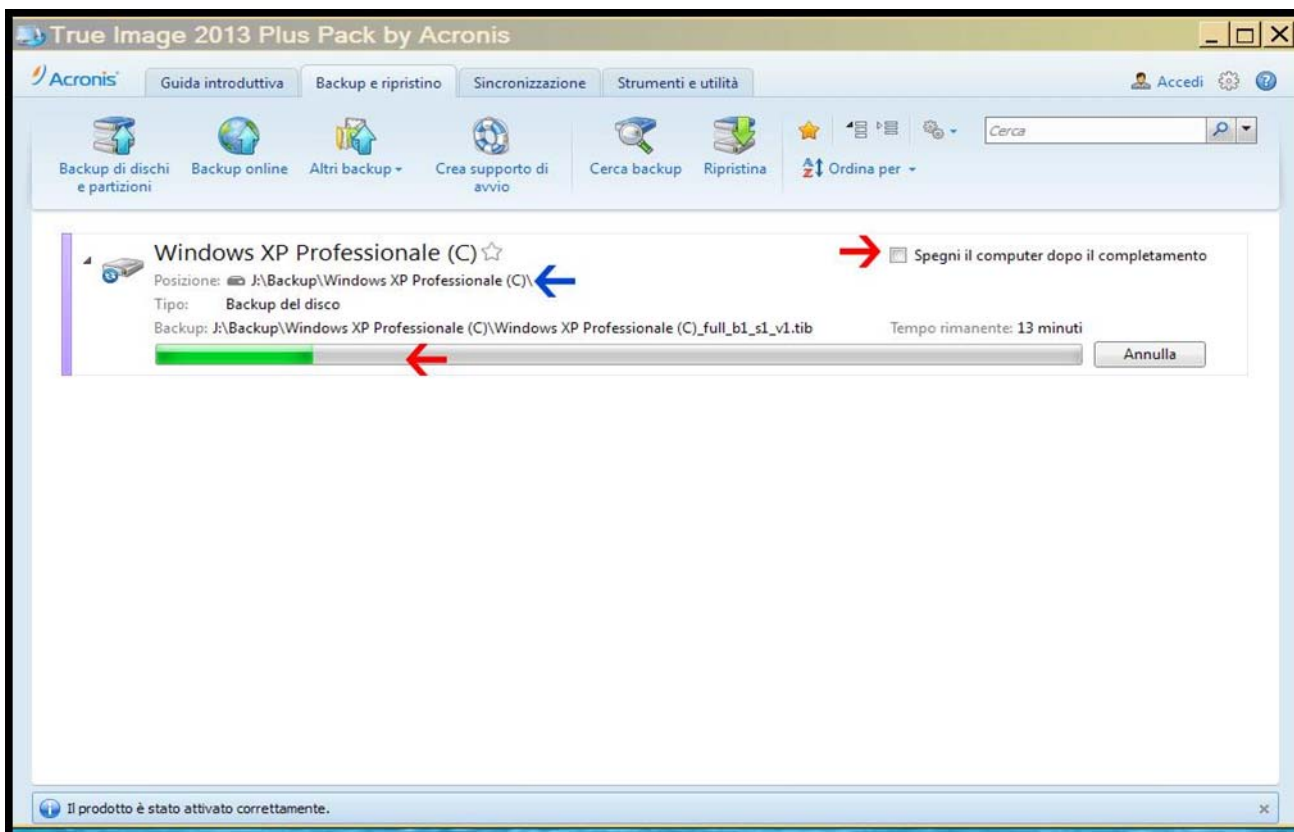 True Image 2013 Plus Pack by Acronis
Acronis
Guida introduttiva
Backup e ripristino
Sincronizzazione
Strumenti e utilità
Accedi
Backup di dischi
e partizioni
Backup online
Altri backup
Crea supporto di
avvio
Cerca backup
Ripristina
Ordina per
Cerca
Windows XP Professionale (C)
Spegni il computer dopo il completamento
Posizione: J:\Backup\Windows XP Professionale (C)\
Tipo: Backup del disco
Backup: J:\Backup\Windows XP Professionale (C)\Windows XP Professionale (C)_full_b1_s1_v1.tib
Tempo rimanente: 13 minuti
Annulla
Il prodotto è stato attivato correttamente.